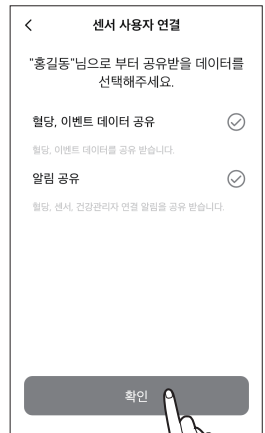 센서 사용자 연결
"홍길동"님으로 부터 공유받을 데이터를
선택해주세요.
혈당, 이벤트 데이터 공유
혈당, 이벤트 데이터를 공유 받습니다.
알림 공유
혈당, 센서, 건강관리자 연결 알림을 공유 받습니다.
확인